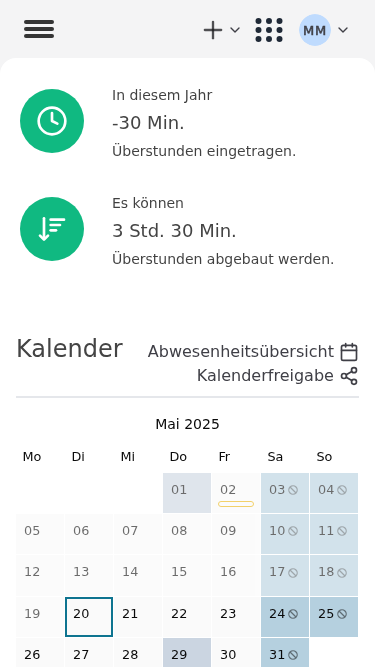 MM
In diesem Jahr
-30 Min.
Überstunden eingetragen.
Es können
3 Std. 30 Min.
Überstunden abgebaut werden.
Kalender
Abwesenheitsübersicht
Kalenderfreigabe
Mai 2025
Mo Di Mi Do Fr Sa So
01 02 03 04
05 06 07 08 09 10 11
12 13 14 15 16 17 18
19 20 21 22 23 24 25
26 27 28 29 30 31